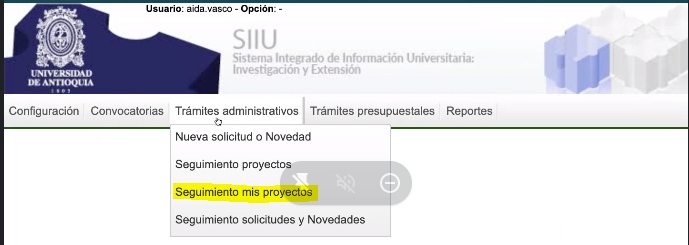 Usuario: aida.vasco - Opción: -
SIIU
Sistema Integrado de Información Universitaria:
Investigación y Extensión
UNIVERSIDAD
DE ANTIOQUIA
1803
Configuración Convocatorias Trámites administrativos Trámites presupuestales Reportes
Nueva solicitud o Novedad
Seguimiento proyectos
Seguimiento mis proyectos
Seguimiento solicitudes y Novedades